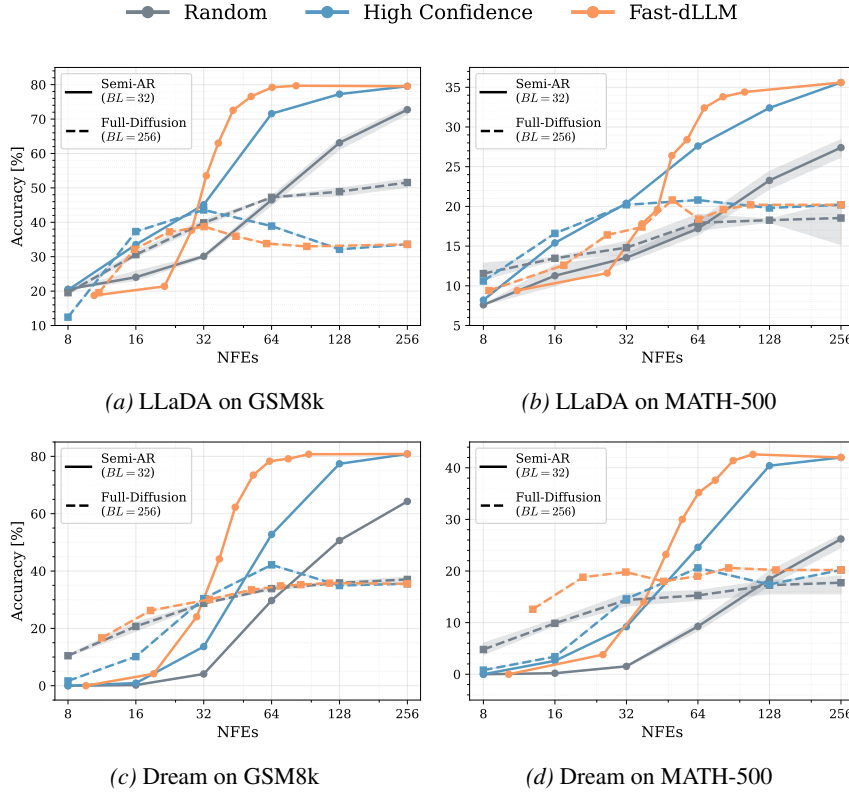 Random High Confidence Fast-dLLM
Semi-AR
(BL = 32)
Full-Diffusion
(BL = 256)
Accuracy [%]
80
70
60
50
40
30
20
10
8 16 32 64 128 256
NFEs
(a) LLaDA on GSM8k
Semi-AR
(BL = 32)
Full-Diffusion
(BL = 256)
35
30
25
20
15
10
5
8 16 32 64 128 256
NFEs
(b) LLaDA on MATH-500
Semi-AR
(BL = 32)
Full-Diffusion
(BL = 256)
Accuracy [%]
80
60
40
20
0
8 16 32 64 128 256
NFEs
(c) Dream on GSM8k
Semi-AR
(BL = 32)
Full-Diffusion
(BL = 256)
40
30
20
10
0
8 16 32 64 128 256
NFEs
(d) Dream on MATH-500